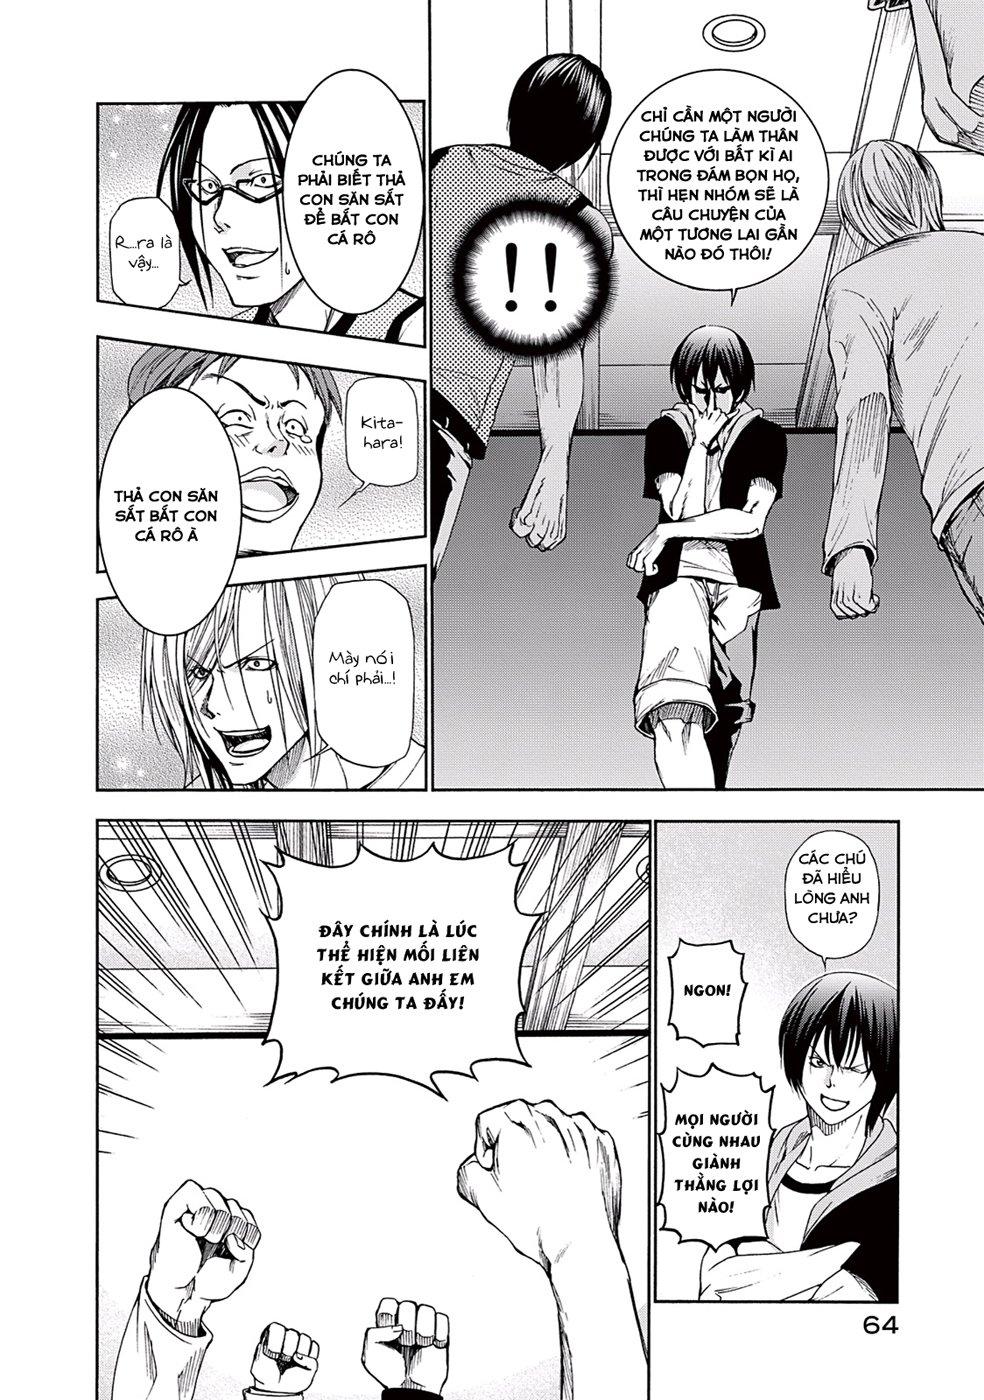 CHỈ CẦN MỘT NGƯỜI
CHÚNG TA LÀM THÂN
ĐƯỢC VỚI BẤT KÌ AI
TRONG ĐÁM BỌN HỌ,
THÌ HẸN NHÓM SẼ LÀ
CÂU CHUYỆN CỦA
MỘT TƯƠNG LAI GẦN
NÀO ĐÓ THÔI!
!!
CHÚNG TA
PHẢI BIẾT THẢ
CON SĂN SẮT
ĐỂ BẮT CON
CÁ RÔ
R...ra là
vậy...
Kita-
hara!
THẢ CON SĂN
SẮT BẮT CON
CÁ RÔ À
Mày nói
chí phải...!
CÁC CHÚ
ĐÃ HIỂU
LÒNG ANH
CHƯA?
NGON!
MỌI NGƯỜI
CÙNG NHAU
GIÀNH
THẮNG LỢI
NÀO!
ĐÂY CHÍNH LÀ LÚC
THỂ HIỆN MỐI LIÊN
KẾT GIỮA ANH EM
CHÚNG TA ĐẤY!
64